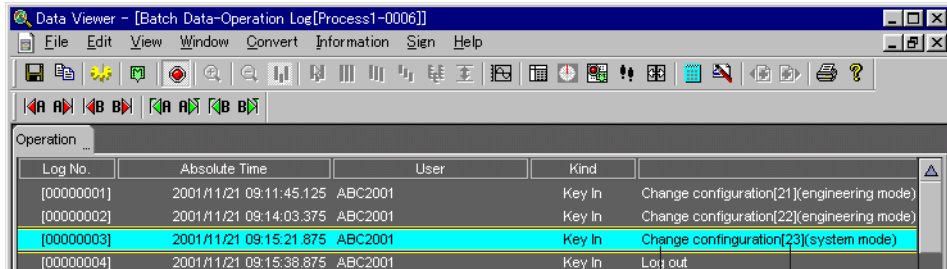 Data Viewer - [Batch Data-Operation Log[Process1-0006]]
File Edit View Window Convert Information Sign Help
A A B B A A B B
Operation ...
Log No. Absolute Time User Kind
[00000001] 2001/11/21 09:11:45.125 ABC2001 Key In Change configuration[21](engineering mode)
[00000002] 2001/11/21 09:14:03.375 ABC2001 Key In Change configuration[22](engineering mode)
[00000003] 2001/11/21 09:15:21.875 ABC2001 Key In Change confinguration[23](system mode)
[00000004] 2001/11/21 09:15:38.875 ABC2001 Key In Log out